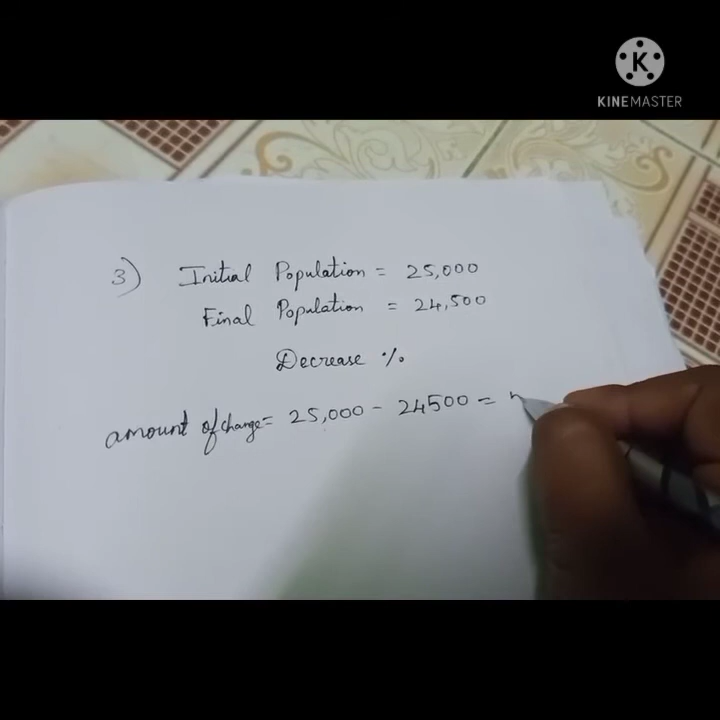 KINEMASTER
3) Initial Population = 25,000
Final Population = 24,500
Decrease %
amount of change = 25,000 - 24500 =